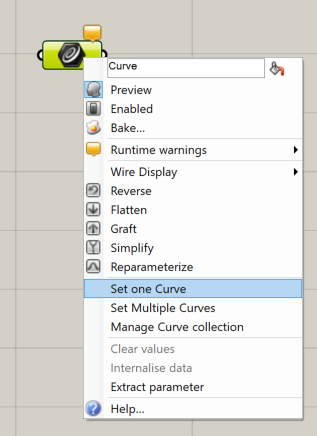 Curve
Preview
Enabled
Bake...
Runtime warnings
Wire Display
Reverse
Flatten
Graft
Simplify
Reparameterize
Set one Curve
Set Multiple Curves
Manage Curve collection
Clear values
Internalise data
Extract parameter
Help...